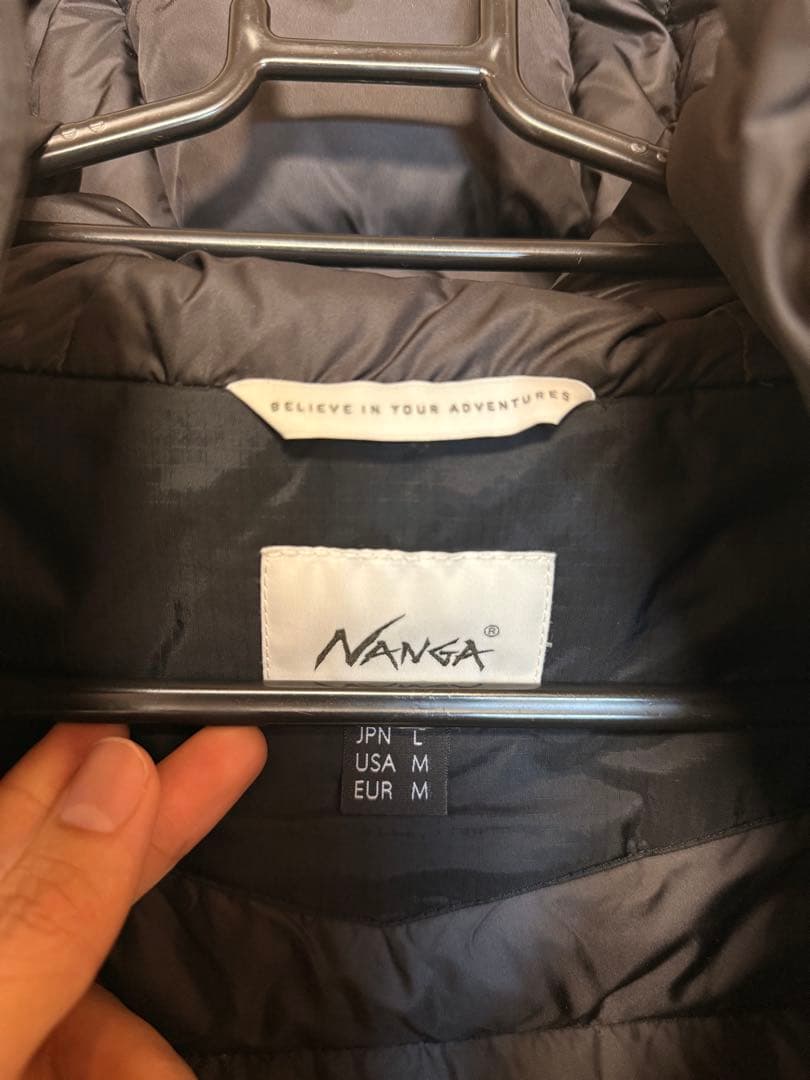 BELIEVE IN YOUR ADVENTURES
NANGA®
JPN L
USA M
EUR M